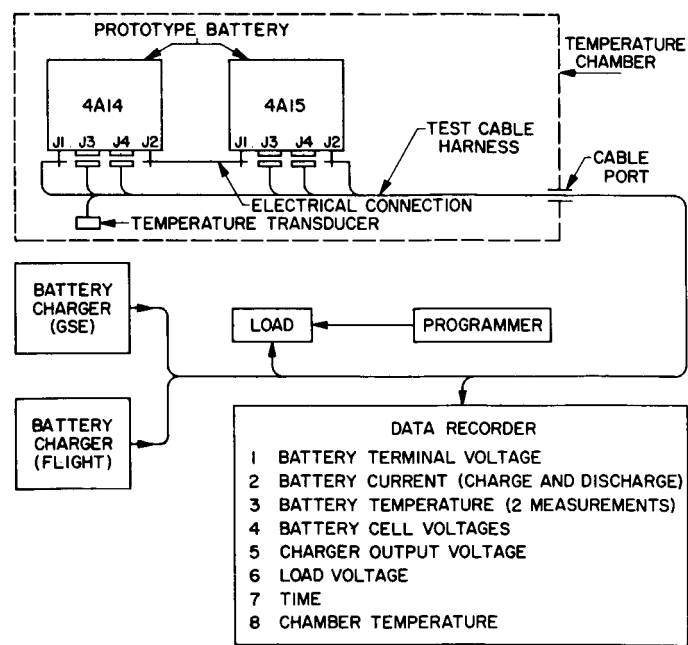 PROTOTYPE BATTERY
TEMPERATURE
CHAMBER
4A14
4A15
J1 J3 J4 J2
J1 J3 J4 J2
TEST CABLE
HARNESS
CABLE
PORT
ELECTRICAL CONNECTION
TEMPERATURE TRANSDUCER
BATTERY
CHARGER
(GSE)
LOAD
PROGRAMMER
BATTERY
CHARGER
(FLIGHT)
DATA RECORDER
1 BATTERY TERMINAL VOLTAGE
2 BATTERY CURRENT (CHARGE AND DISCHARGE)
3 BATTERY TEMPERATURE (2 MEASUREMENTS)
4 BATTERY CELL VOLTAGES
5 CHARGER OUTPUT VOLTAGE
6 LOAD VOLTAGE
7 TIME
8 CHAMBER TEMPERATURE